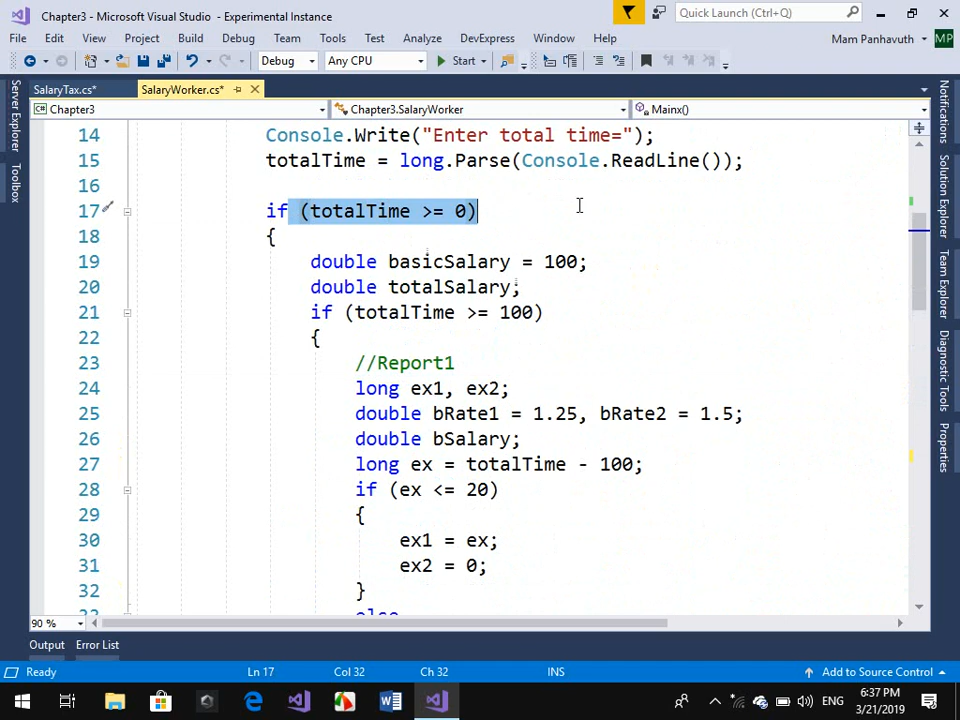 Chapter3 - Microsoft Visual Studio - Experimental Instance
Quick Launch (Ctrl+Q)
File Edit View Project Build Debug Team Tools Test Analyze DevExpress Window Help
Mam Panhavuth MP
Debug Any CPU Start
SalaryTax.cs* SalaryWorker.cs*
Chapter3 Chapter3.SalaryWorker Mainx()
Server Explorer
Toolbox
14 Console.Write("Enter total time=");
15 totalTime = long.Parse(Console.ReadLine());
16
17 if (totalTime >= 0)
18 {
19 double basicSalary = 100;
20 double totalSalary;
21 if (totalTime >= 100)
22 {
23 //Report1
24 long ex1, ex2;
25 double bRate1 = 1.25, bRate2 = 1.5;
26 double bSalary;
27 long ex = totalTime - 100;
28 if (ex <= 20)
29 {
30 ex1 = ex;
31 ex2 = 0;
32 }
33 else
Notifications
Solution Explorer
Team Explorer
Diagnostic Tools
Properties
90 %
Output Error List
Ready Ln 17 Col 32 Ch 32 INS Add to Source Control
ENG
6:37 PM
3/21/2019